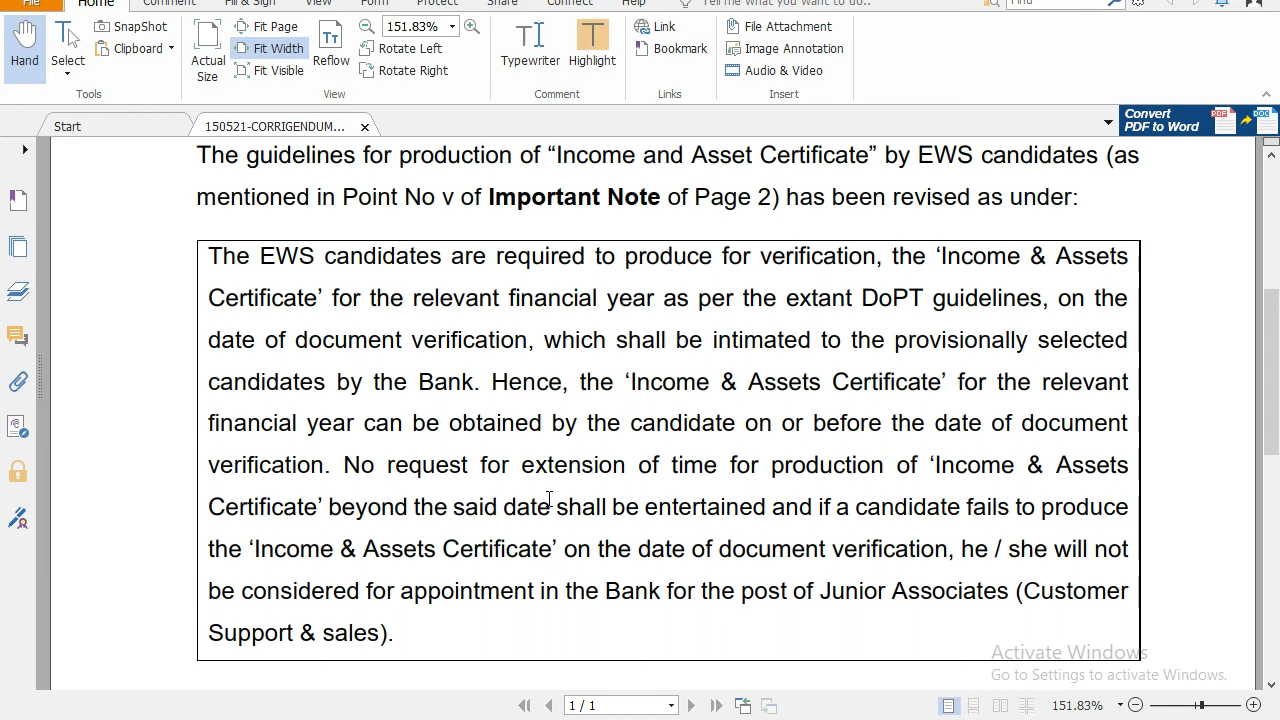 File Home Comment Fill & Sign View Form Protect Share Connect Help Tell me what you want to do.. Find
Hand
Select
SnapShot
Clipboard
Tools
Actual Size
Fit Page
Fit Width
Fit Visible
Reflow
151.83%
Rotate Left
Rotate Right
View
Typewriter
Highlight
Comment
Link
Bookmark
Links
File Attachment
Image Annotation
Audio & Video
Insert
Start
150521-CORRIGENDUM...
Convert
PDF to Word
PDF
DOC
The guidelines for production of “Income and Asset Certificate” by EWS candidates (as
mentioned in Point No v of Important Note of Page 2) has been revised as under:
The EWS candidates are required to produce for verification, the ‘Income & Assets
Certificate’ for the relevant financial year as per the extant DoPT guidelines, on the
date of document verification, which shall be intimated to the provisionally selected
candidates by the Bank. Hence, the ‘Income & Assets Certificate’ for the relevant
financial year can be obtained by the candidate on or before the date of document
verification. No request for extension of time for production of ‘Income & Assets
Certificate’ beyond the said date shall be entertained and if a candidate fails to produce
the ‘Income & Assets Certificate’ on the date of document verification, he / she will not
be considered for appointment in the Bank for the post of Junior Associates (Customer
Support & sales).
Activate Windows
Go to Settings to activate Windows.
1 / 1
151.83%